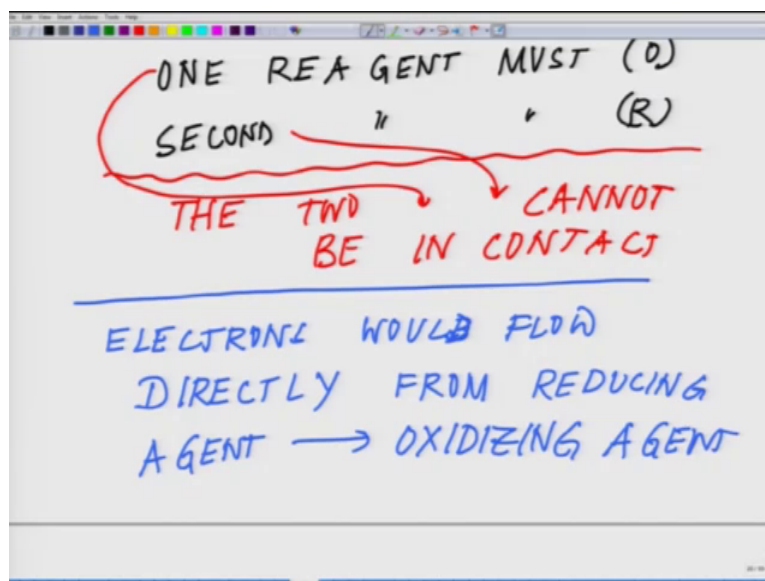 ONE REAGENT MUST (O)
SECOND " " (R)
THE TWO CANNOT
BE IN CONTACT
ELECTRONS WOULD FLOW
DIRECTLY FROM REDUCING
AGENT → OXIDIZING AGENT